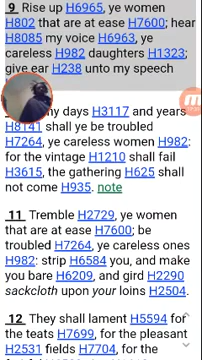 9 Rise up H6965, ye women
H802 that are at ease H7600; hear
H8085 my voice H6963, ye
careless H982 daughters H1323;
give ear H238 unto my speech
ny days H3117 and years
H8141 shall ye be troubled
H7264, ye careless women H982:
for the vintage H1210 shall fail
H3615, the gathering H625 shall
not come H935. note
11 Tremble H2729, ye women
that are at ease H7600; be
troubled H7264, ye careless ones
H982: strip H6584 you, and make
you bare H6209, and gird H2290
sackcloth upon your loins H2504.
12 They shall lament H5594 for
the teats H7699, for the pleasant
H2531 fields H7704, for the